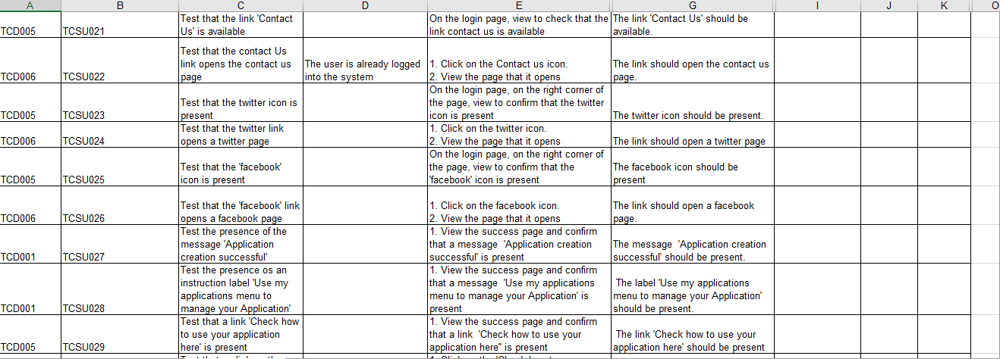 A B C D E G I J K O
TCD005 TCSU021 Test that the link 'Contact Us' is available On the login page, view to check that the link contact us is available The link 'Contact Us' should be available.
TCD006 TCSU022 Test that the contact Us link opens the contact us page The user is already logged into the system 1. Click on the Contact us icon. 2. View the page that it opens The link should open the contact us page.
TCD005 TCSU023 Test that the twitter icon is present On the login page, on the right corner of the page, view to confirm that the twitter icon is present The twitter icon should be present.
TCD006 TCSU024 Test that the twitter link opens a twitter page 1. Click on the twitter icon. 2. View the page that it opens The link should open a twitter page
TCD005 TCSU025 Test that the 'facebook' icon is present On the login page, on the right corner of the page, view to confirm that the 'facebook' icon is present The facebook icon should be present
TCD006 TCSU026 Test that the 'facebook' link opens a facebook page 1. Click on the facebook icon. 2. View the page that it opens The link should open a facebook page.
TCD001 TCSU027 Test the presence of the message 'Application creation successful' 1. View the success page and confirm that a message 'Application creation successful' is present The message 'Application creation successful' should be present.
TCD001 TCSU028 Test the presence os an instruction label 'Use my applications menu to manage your Application' 1. View the success page and confirm that a message 'Use my applications menu to manage your Application' is present The label 'Use my applications menu to manage your Application' should be present.
TCD005 TCSU029 Test that a link 'Check how to use your application here' is present 1. View the success page and confirm that a link 'Check how to use your application here" is present The link 'Check how to use your application here' should be present